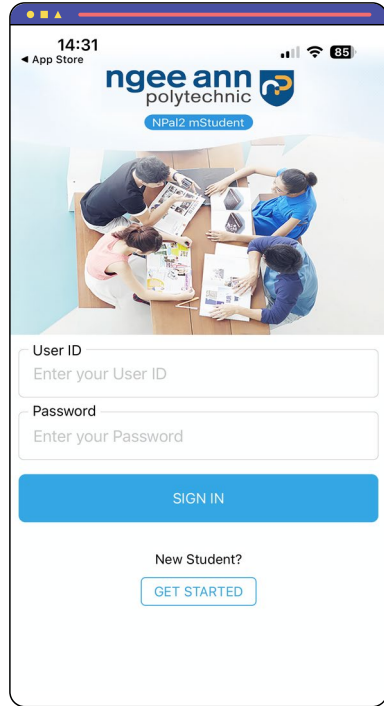 14:31
85
◀ App Store
ngee ann
polytechnic
NPal2 mStudent
User ID
Enter your User ID
Password
Enter your Password
SIGN IN
New Student?
GET STARTED